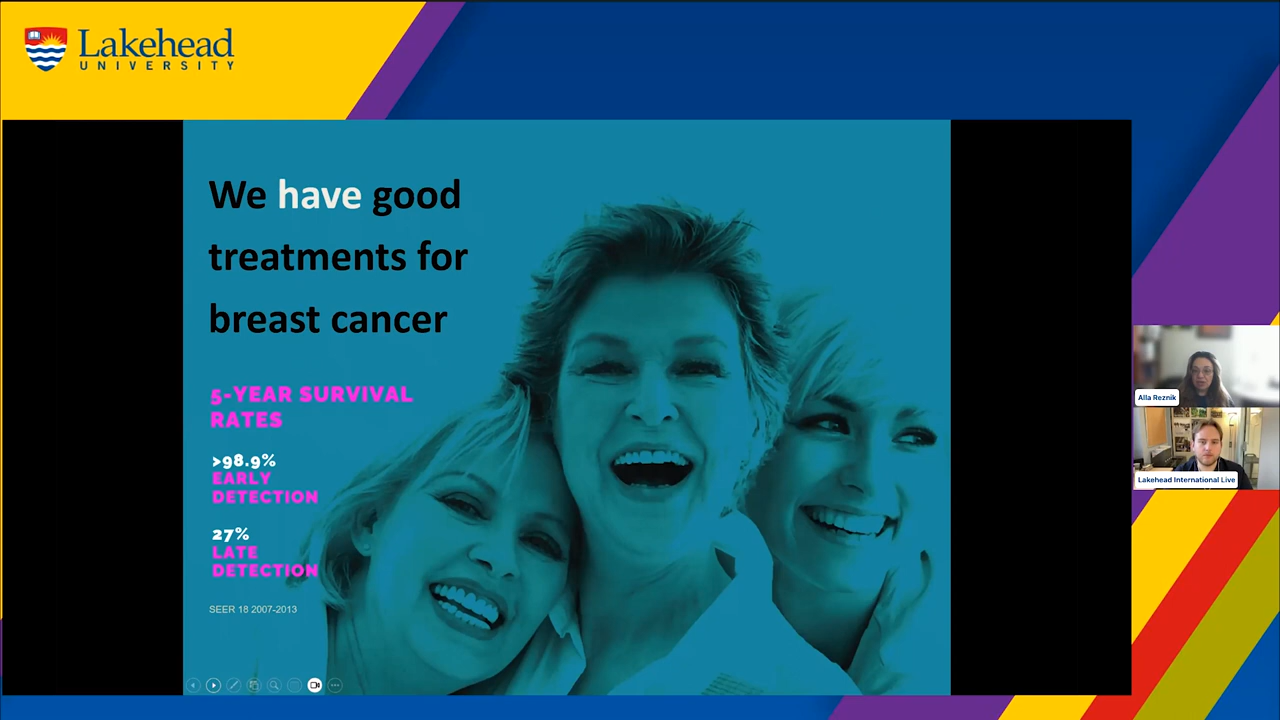 Lakehead
UNIVERSITY
We have good
treatments for
breast cancer
5-YEAR SURVIVAL
RATES
>98.9%
EARLY
DETECTION
27%
LATE
DETECTION
SEER 18 2007-2013
Alla Reznik
Lakehead International Live